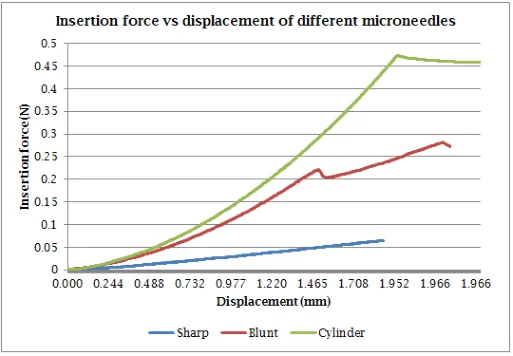 Insertion force vs displacement of different microneedles
0.5
0.45
0.4
0.35
0.3
0.25
0.2
0.15
0.1
0.05
0
Insertion force(N)
0.000 0.244 0.488 0.732 0.977 1.220 1.465 1.708 1.952 1.966 1.966
Displacement (mm)
Sharp Blunt Cylinder